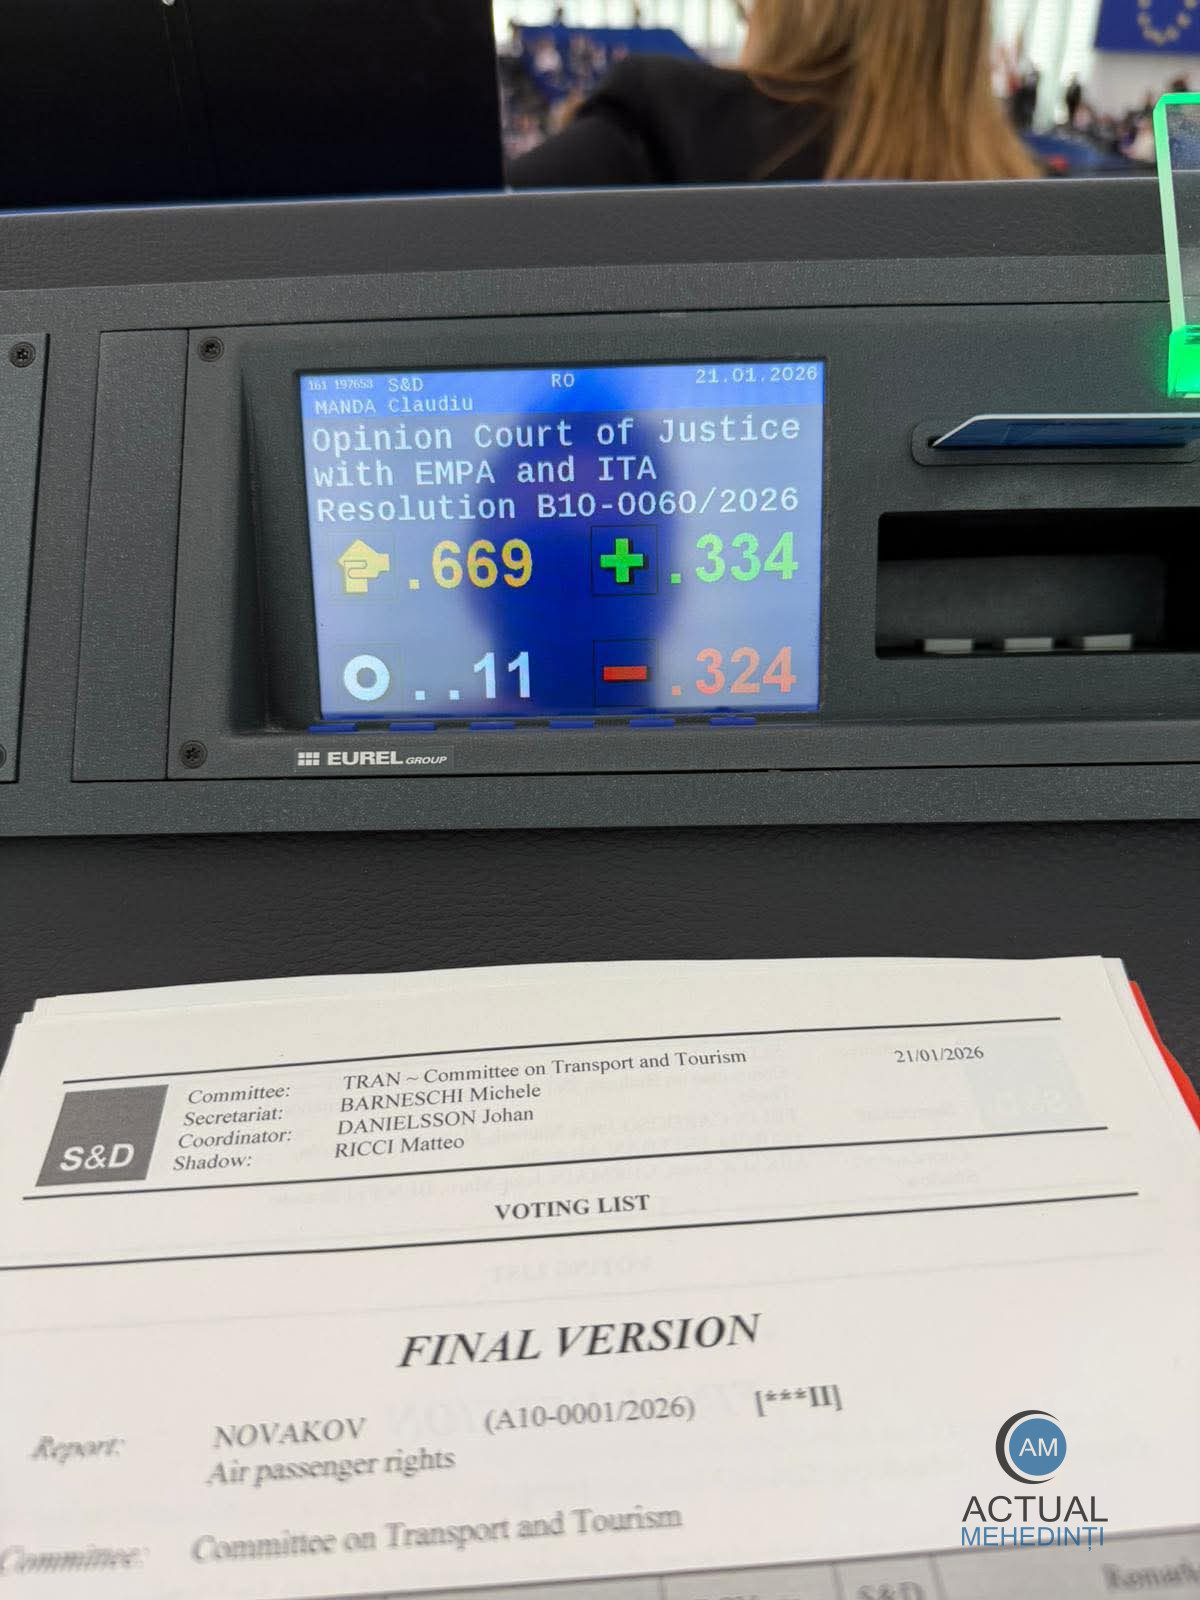 161 197653 S&D RO 21.01.2026
MANDA Claudiu
Opinion Court of Justice
with EMPA and ITA
Resolution B10-0060/2026
.669 .334
..11 .324
EUREL GROUP
S&D
Committee: TRAN ~ Committee on Transport and Tourism 21/01/2026
Secretariat: BARNESCHI Michele
Coordinator: DANIELSSON Johan
Shadow: RICCI Matteo
VOTING LIST
FINAL VERSION
Report: NOVAKOV (A10-0001/2026) [***II]
Air passenger rights
Committee: Committee on Transport and Tourism
S&D
AM
ACTUAL
MEHEDINȚI